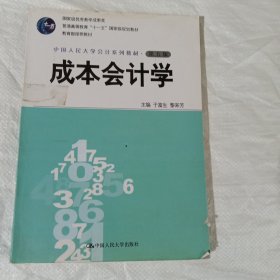 国家级优秀教学成果奖
普通高等教育“十一五”国家级规划教材
教育部推荐教材
中国人民大学会计系列教材·第五版
成本会计学
主编 于富生 黎来芳
中国人民大学出版社